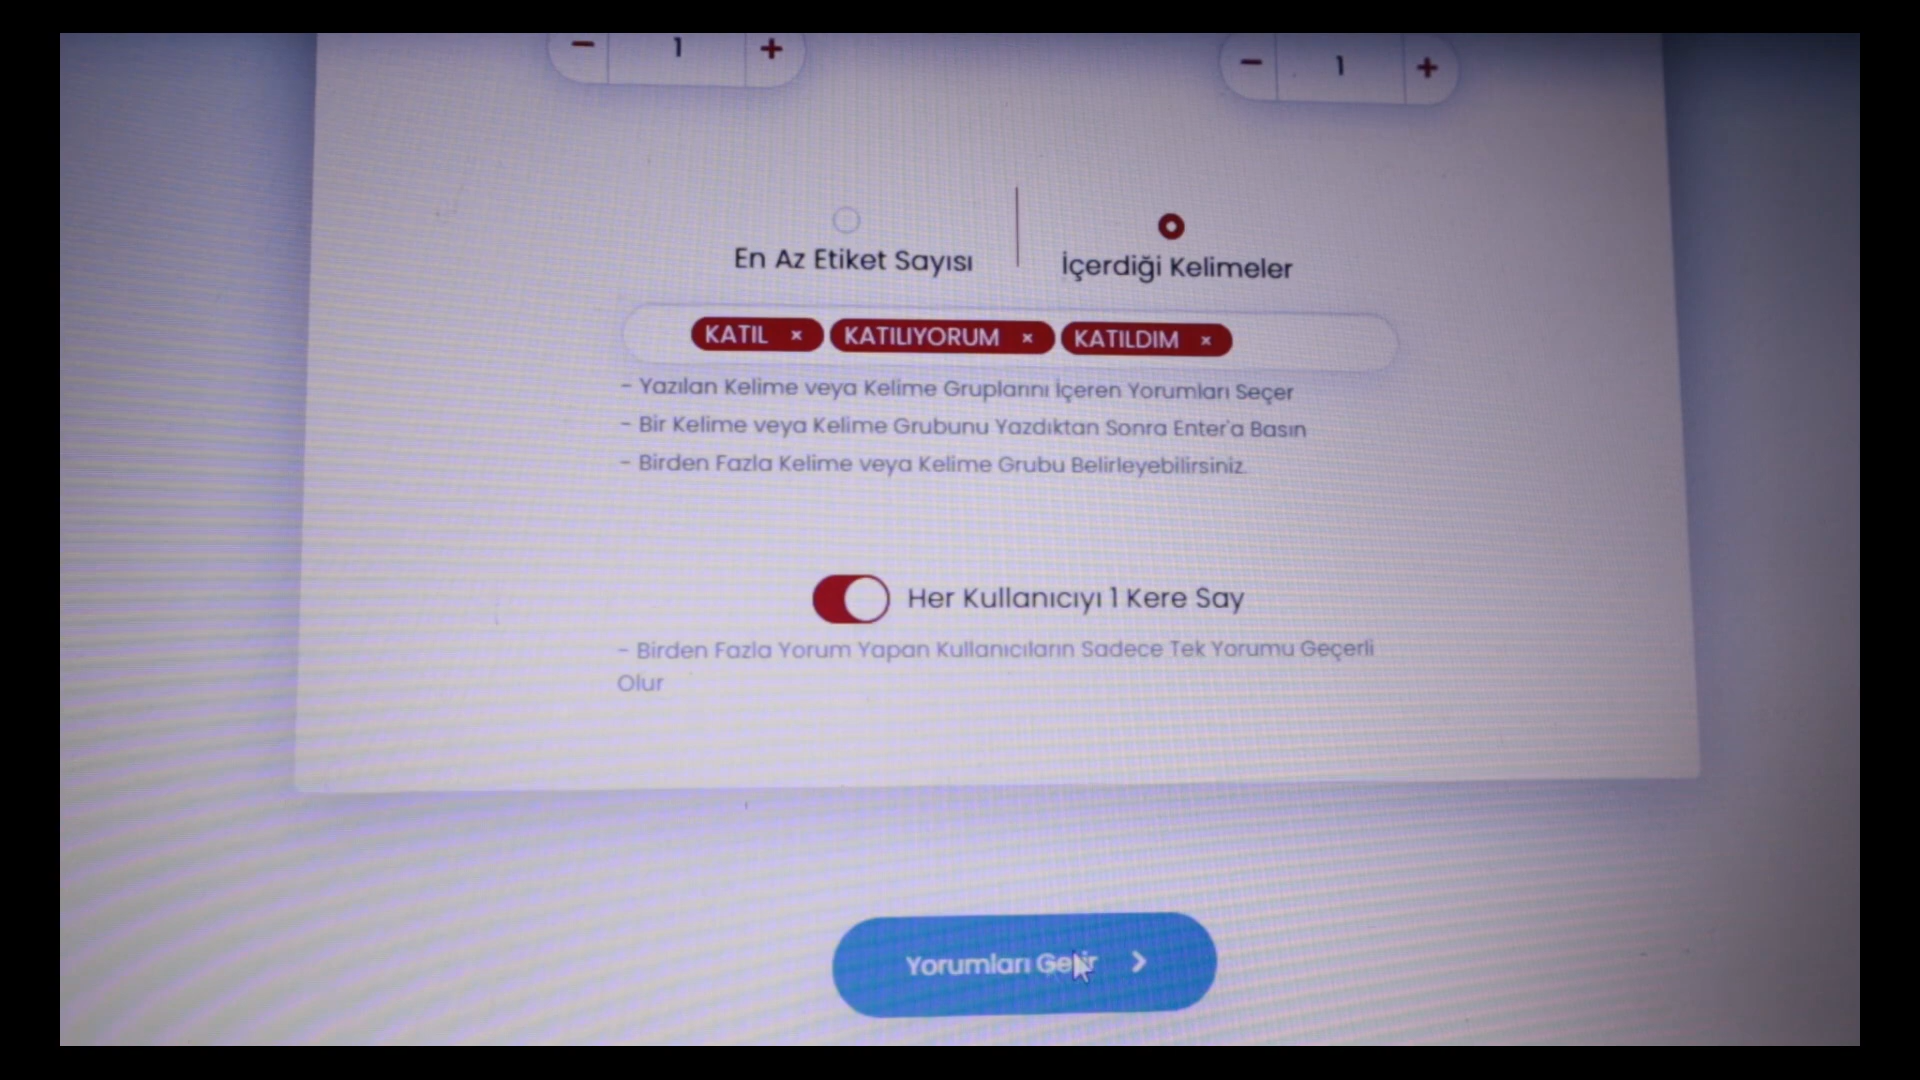 − 1 +
− 1 +
En Az Etiket Sayısı
İçerdiği Kelimeler
KATIL × KATILIYORUM × KATILDIM ×
- Yazılan Kelime veya Kelime Gruplarını İçeren Yorumları Seçer
- Bir Kelime veya Kelime Grubunu Yazdıktan Sonra Enter'a Basın
- Birden Fazla Kelime veya Kelime Grubu Belirleyebilirsiniz.
Her Kullanıcıyı 1 Kere Say
- Birden Fazla Yorum Yapan Kullanıcıların Sadece Tek Yorumu Geçerli
Olur
Yorumları Getir